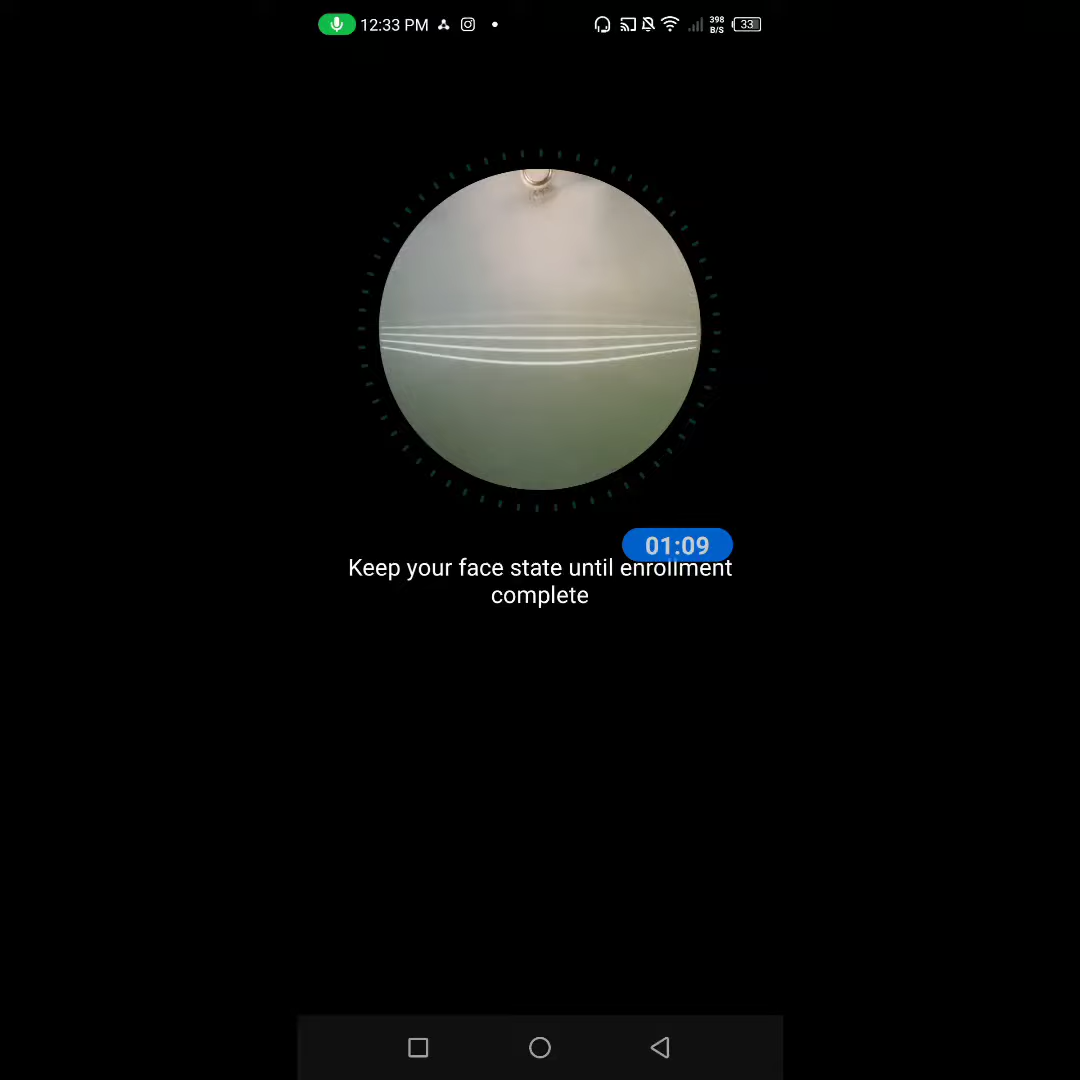 12:33 PM
398
B/S
33
01:09
Keep your face state until enrollment
complete